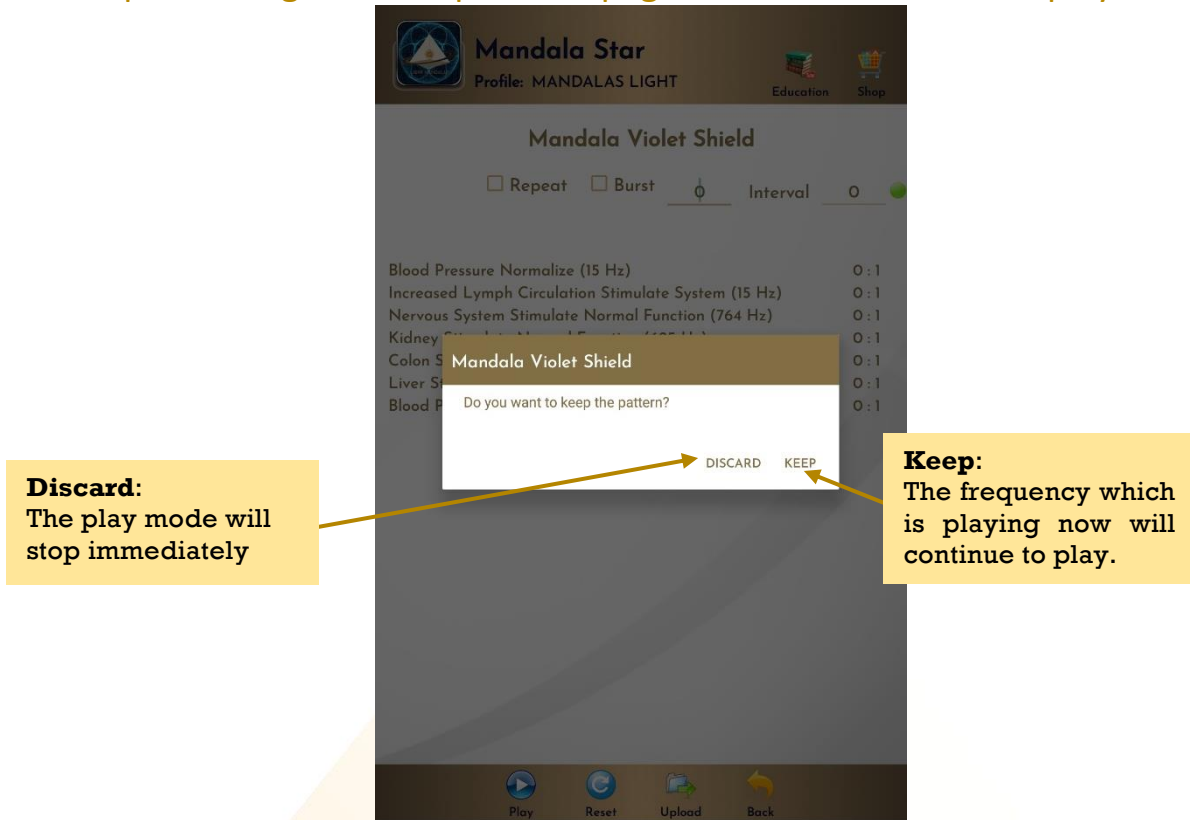 Mandala Star
Profile: MANDALAS LIGHT
Education
Shop
Mandala Violet Shield
Repeat
Burst
0
Interval
0
Blood Pressure Normalize (15 Hz) 0 : 1
Increased Lymph Circulation Stimulate System (15 Hz) 0 : 1
Nervous System Stimulate Normal Function (764 Hz) 0 : 1
Kidney 0 : 1
Colon S 0 : 1
Liver St 0 : 1
Blood P 0 : 1
Mandala Violet Shield
Do you want to keep the pattern?
DISCARD KEEP
Discard:
The play mode will
stop immediately
Keep:
The frequency which
is playing now will
continue to play.
Play
Reset
Upload
Back